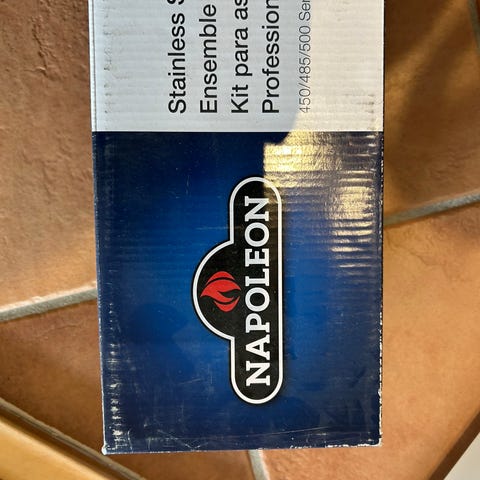 NAPOLEON
Stainless S
Ensemble
Kit para as
Profession
450/485/500 Ser